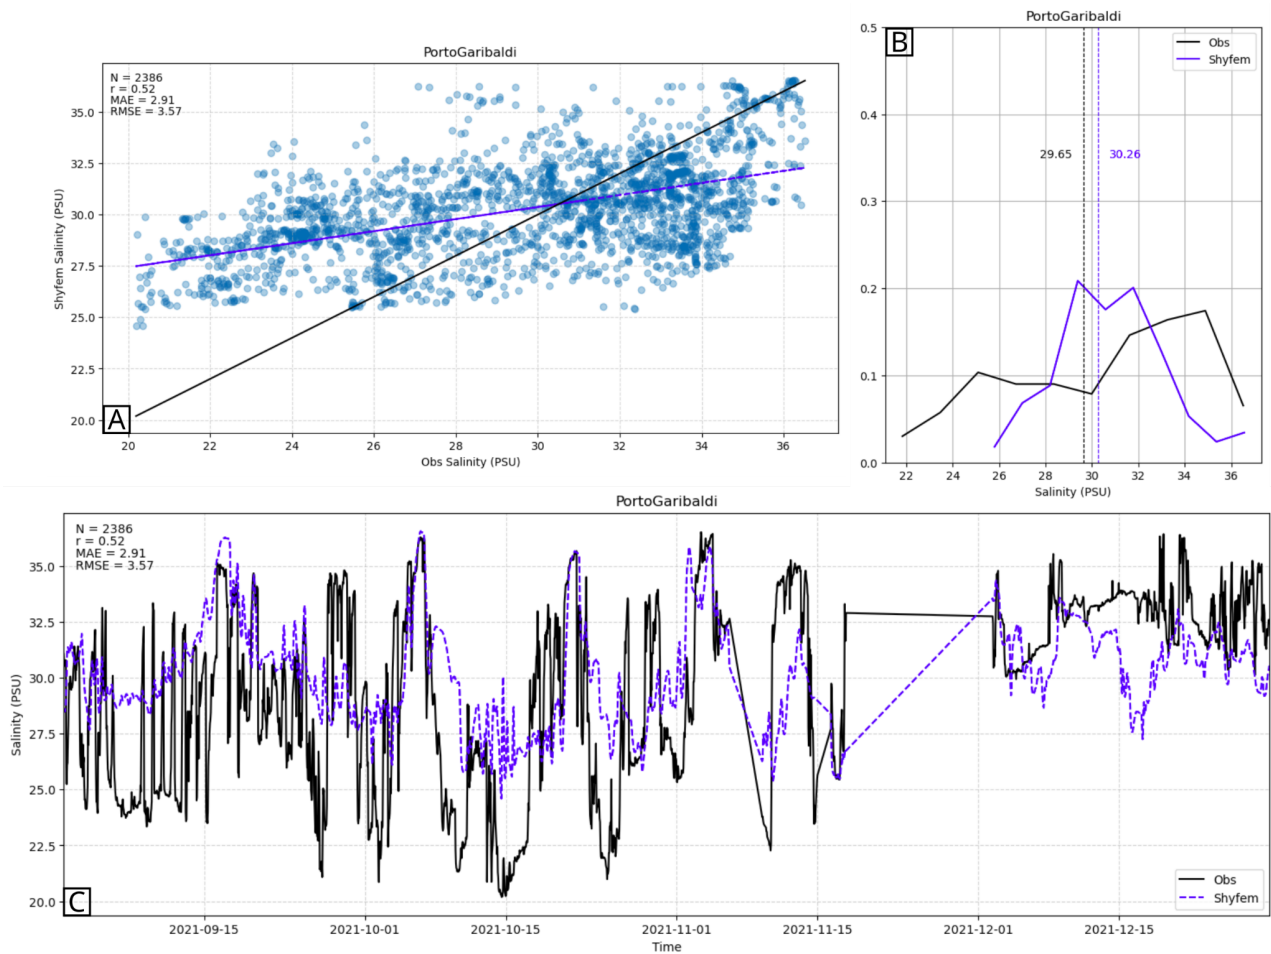 PortoGaribaldi
N = 2386
r = 0.52
MAE = 2.91
RMSE = 3.57
35.0
32.5
30.0
27.5
25.0
22.5
20.0
Shyfem Salinity (PSU)
A
20 22 24 26 28 30 32 34 36
Obs Salinity (PSU)
PortoGaribaldi
B
Obs
Shyfem
0.5
0.4
0.3
0.2
0.1
0.0
29.65 30.26
22 24 26 28 30 32 34 36
Salinity (PSU)
PortoGaribaldi
N = 2386
r = 0.52
MAE = 2.91
RMSE = 3.57
35.0
32.5
30.0
27.5
25.0
22.5
20.0
Salinity (PSU)
C
Obs
Shyfem
2021-09-15 2021-10-01 2021-10-15 2021-11-01 2021-11-15 2021-12-01 2021-12-15
Time